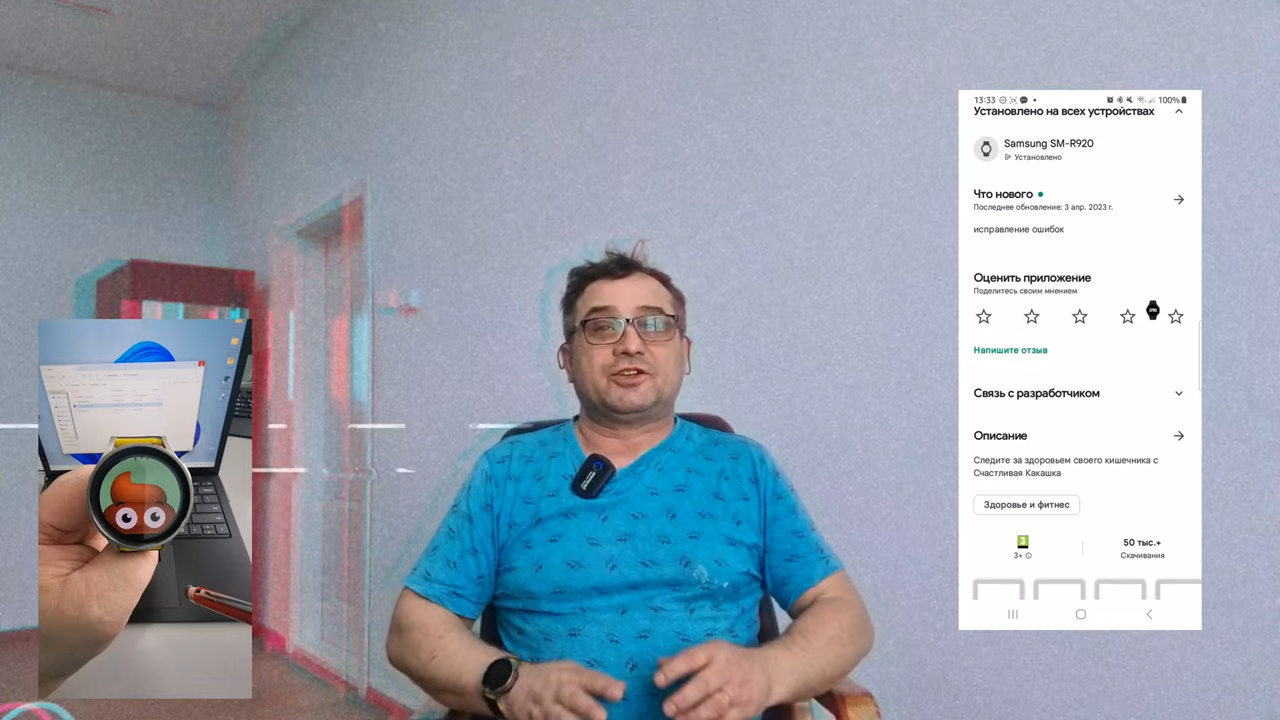 13:33
100%
Установлено на всех устройствах
Samsung SM-R920
Установлено
Что нового
Последнее обновление: 3 апр. 2023 г.
исправление ошибок
Оценить приложение
Поделитесь своим мнением
Напишите отзыв
Связь с разработчиком
Описание
Следите за здоровьем своего кишечника с
Счастливая Какашка
Здоровье и фитнес
3
3+
50 тыс.+
Скачивания